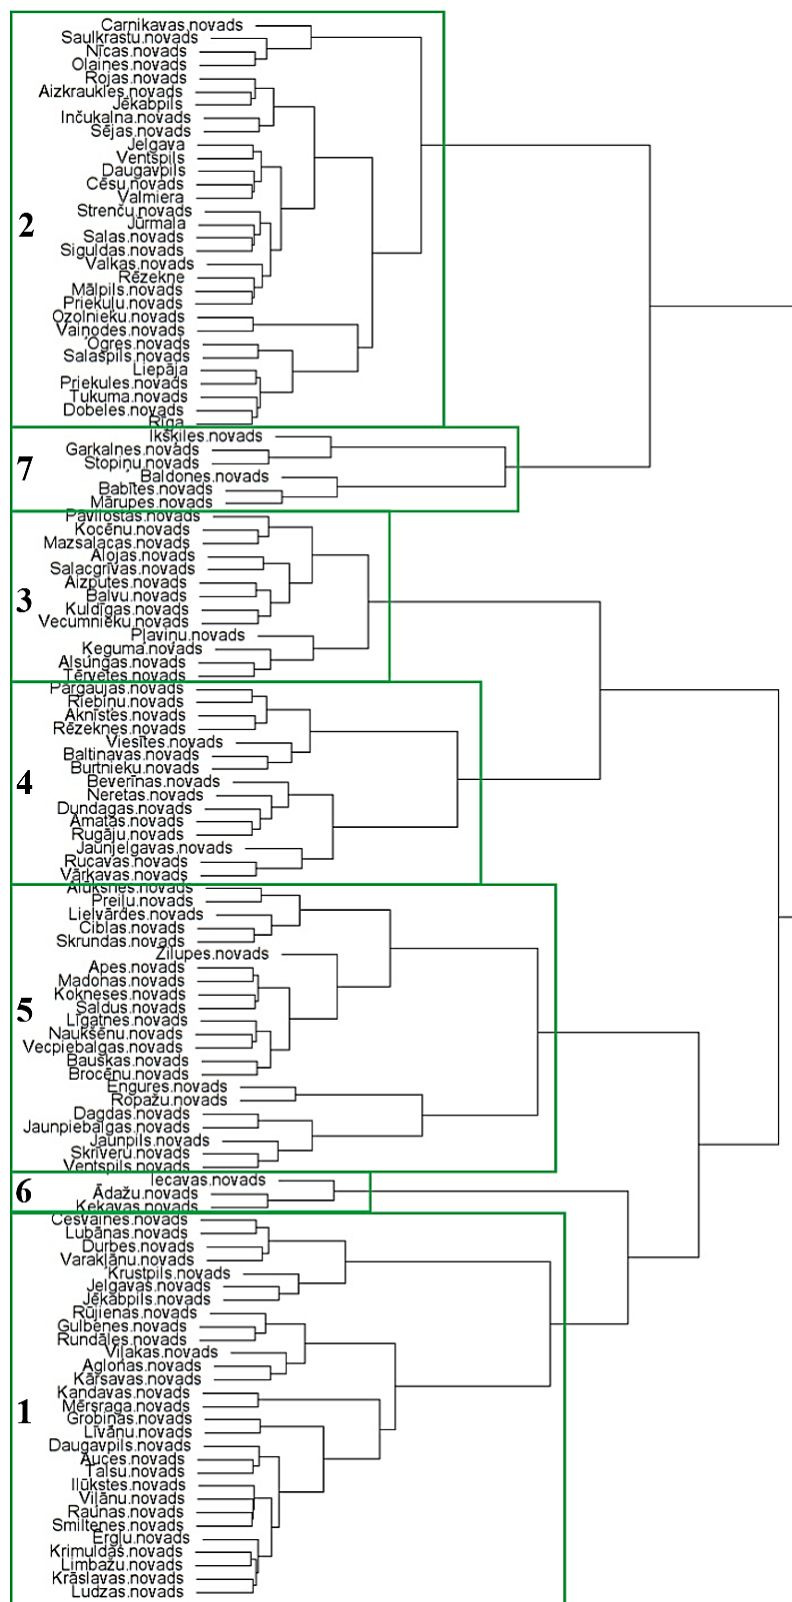 Carnikavas.novads
Saulkrastu.novads
Nīcas.novads
Olaines.novads
Rojas.novads
Aizkraukles.novads
Jēkabpils
Inčukalna.novads
Sējas.novads
Jelgava
Ventspils
Daugavpils
Cēsu.novads
Valmiera
Strenču.novads
Jūrmala
Salas.novads
Siguldas.novads
Valkas.novads
Rēzekne
Mālpils.novads
Priekuļu.novads
Ozolnieku.novads
Vaiņodes.novads
Ogres.novads
Salaspils.novads
Liepāja
Priekules.novads
Tukuma.novads
Dobeles.novads
Rīga
2
Ikšķiles.novads
Garkalnes.novads
Stopiņu.novads
Baldones.novads
Babītes.novads
Mārupes.novads
7
Pāvilostas.novads
Kocēnu.novads
Mazsalacas.novads
Alojas.novads
Salacgrīvas.novads
Aizputes.novads
Balvu.novads
Kuldīgas.novads
Vecumnieku.novads
Pļaviņu.novads
Ķeguma.novads
Alsungas.novads
Tērvetes.novads
3
Pārgaujas.novads
Riebiņu.novads
Aknīstes.novads
Rēzeknes.novads
Viesītes.novads
Baltinavas.novads
Burtnieku.novads
Beverīnas.novads
Neretas.novads
Dundagas.novads
Amatas.novads
Rugāju.novads
Jaunjelgavas.novads
Rucavas.novads
Vārkavas.novads
4
Alūksnes.novads
Preiļu.novads
Lielvārdes.novads
Ciblas.novads
Skrundas.novads
Zilupes.novads
Apes.novads
Madonas.novads
Kokneses.novads
Saldus.novads
Līgatnes.novads
Naukšēnu.novads
Vecpiebalgas.novads
Bauskas.novads
Brocēnu.novads
Engures.novads
Ropažu.novads
Dagdas.novads
Jaunpiebalgas.novads
Jaunpils.novads
Skrīveru.novads
Ventspils.novads
5
Iecavas.novads
Ādažu.novads
Ķekavas.novads
6
Cesvaines.novads
Lubānas.novads
Durbes.novads
Varakļānu.novads
Krustpils.novads
Jelgavas.novads
Jēkabpils.novads
Rūjienas.novads
Gulbenes.novads
Rundāles.novads
Viļakas.novads
Aglonas.novads
Kārsavas.novads
Kandavas.novads
Mērsraga.novads
Grobiņas.novads
Līvānu.novads
Daugavpils.novads
Auces.novads
Talsu.novads
Ilūkstes.novads
Viļānu.novads
Raunas.novads
Smiltenes.novads
Ērgļu.novads
Krimuldas.novads
Limbažu.novads
Krāslavas.novads
Ludzas.novads
1